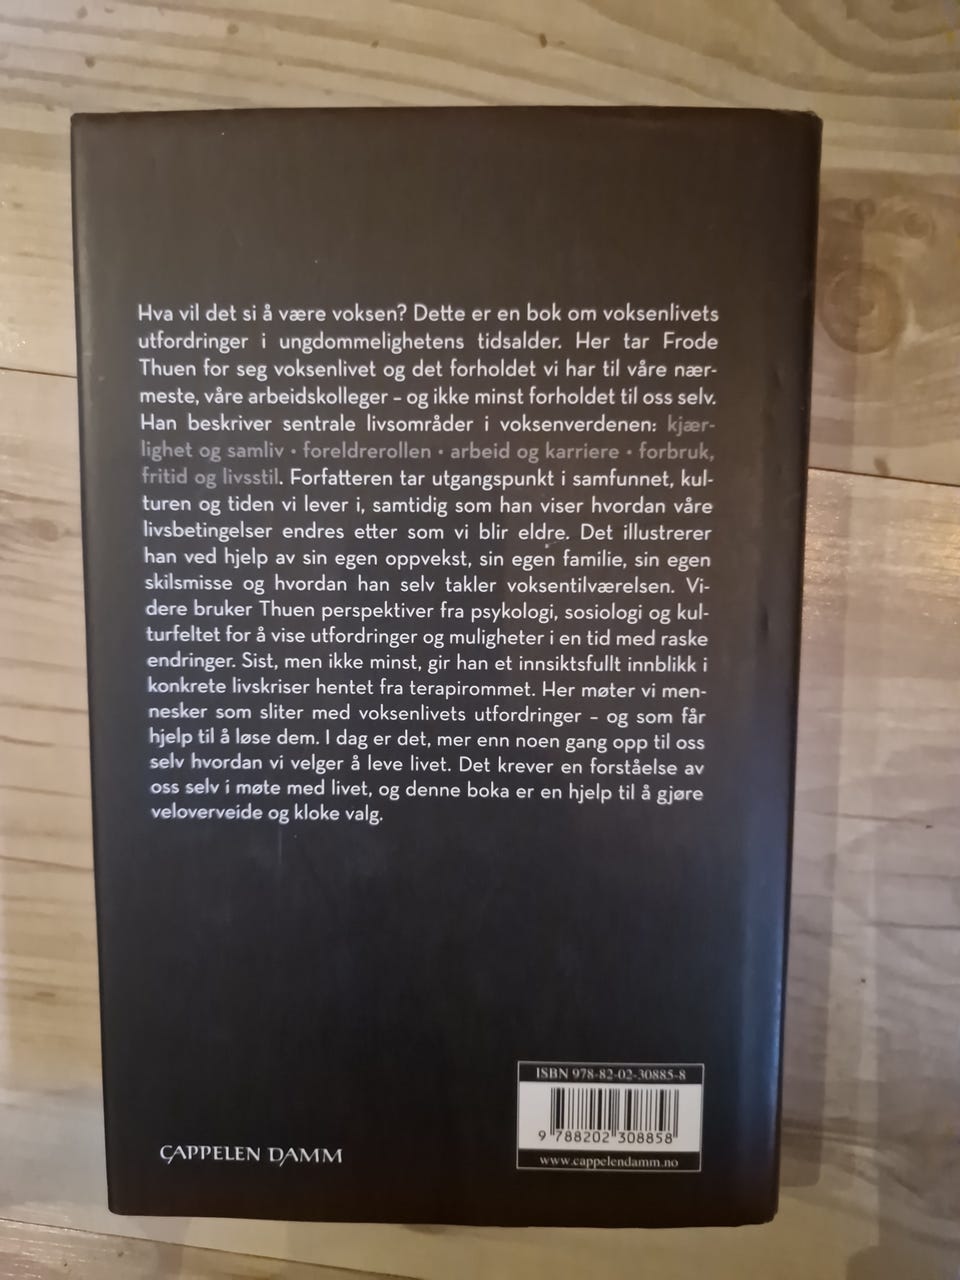 Hva vil det si å være voksen? Dette er en bok om voksenlivets
utfordringer i ungdommelighetens tidsalder. Her tar Frode
Thuen for seg voksenlivet og det forholdet vi har til våre nær-
meste, våre arbeidskolleger – og ikke minst forholdet til oss selv.
Han beskriver sentrale livsområder i voksenverdenen: kjær-
lighet og samliv • foreldrerollen • arbeid og karriere • forbruk,
fritid og livsstil. Forfatteren tar utgangspunkt i samfunnet, kul-
turen og tiden vi lever i, samtidig som han viser hvordan våre
livsbetingelser endres etter som vi blir eldre. Det illustrerer
han ved hjelp av sin egen oppvekst, sin egen familie, sin egen
skilsmisse og hvordan han selv takler voksentilværelsen. Vi-
dere bruker Thuen perspektiver fra psykologi, sosiologi og kul-
turfeltet for å vise utfordringer og muligheter i en tid med raske
endringer. Sist, men ikke minst, gir han et innsiktsfullt innblikk i
konkrete livskriser hentet fra terapirommet. Her møter vi men-
nesker som sliter med voksenlivets utfordringer – og som får
hjelp til å løse dem. I dag er det, mer enn noen gang opp til oss
selv hvordan vi velger å leve livet. Det krever en forståelse av
oss selv i møte med livet, og denne boka er en hjelp til å gjøre
veloverveide og kloke valg.
ISBN 978-82-02-30885-8
9 788202 308858
www.cappelendamm.no
CAPPELEN DAMM